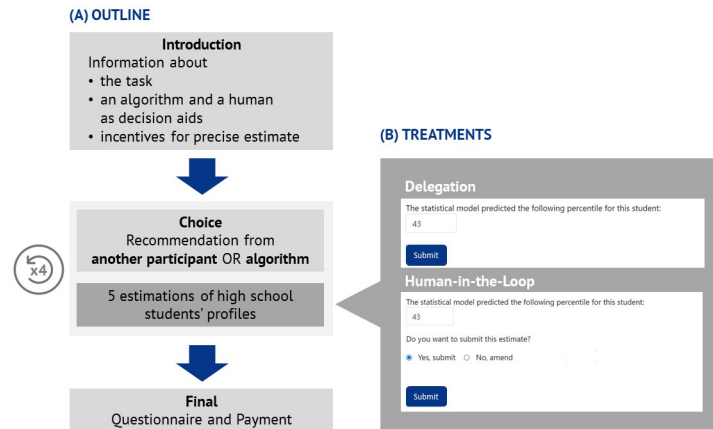 (A) OUTLINE
Introduction
Information about
• the task
• an algorithm and a human
as decision aids
• incentives for precise estimate
x4
Choice
Recommendation from
another participant OR algorithm
5 estimations of high school
students' profiles
Final
Questionnaire and Payment
(B) TREATMENTS
Delegation
The statistical model predicted the following percentile for this student:
43
Submit
Human-in-the-Loop
The statistical model predicted the following percentile for this student:
43
Do you want to submit this estimate?
Yes, submit No, amend
Submit